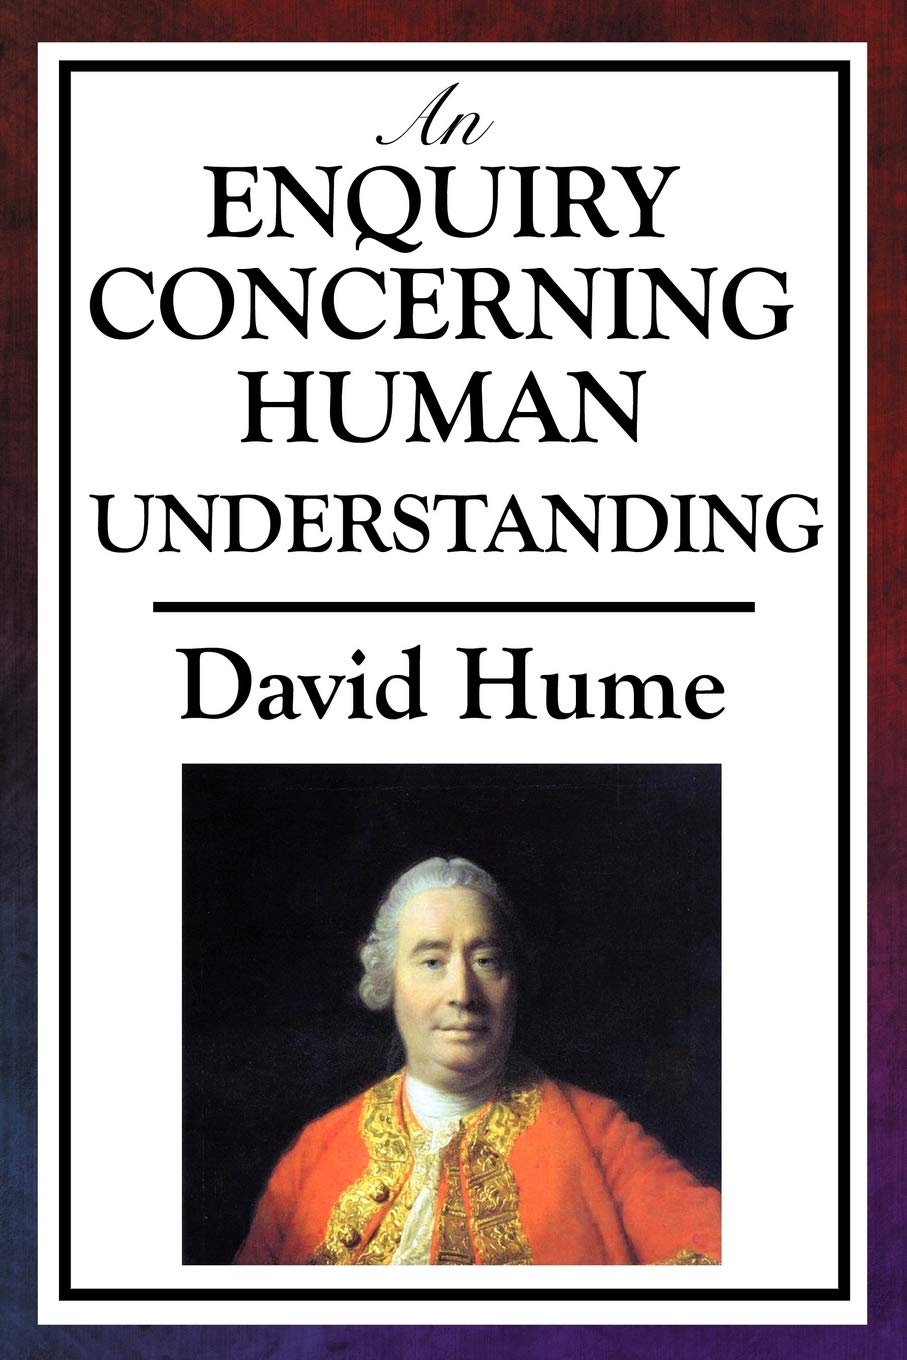 An
ENQUIRY
CONCERNING
HUMAN
UNDERSTANDING
David Hume